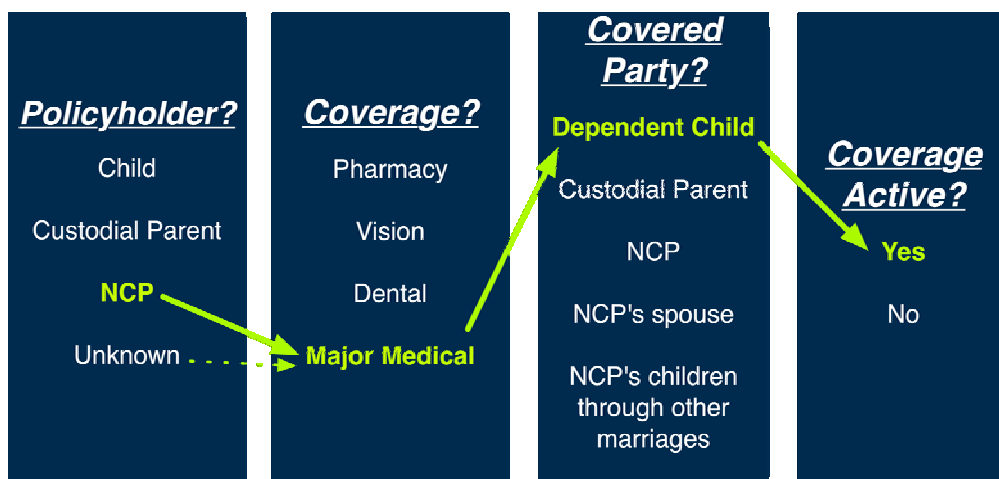 Policyholder?
Child
Custodial Parent
NCP
Unknown
Coverage?
Pharmacy
Vision
Dental
Major Medical
Covered
Party?
Dependent Child
Custodial Parent
NCP
NCP's spouse
NCP's children
through other
marriages
Coverage
Active?
Yes
No